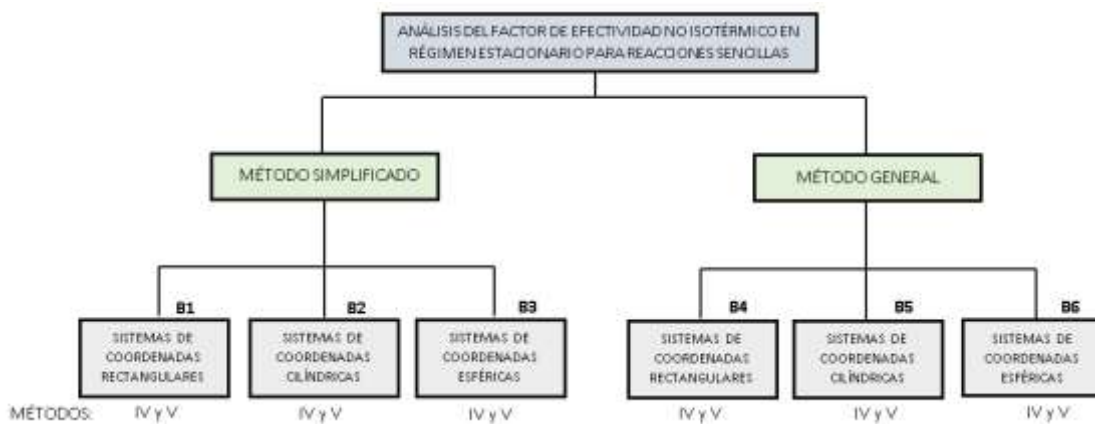 ANÁLISIS DEL FACTOR DE EFECTIVIDAD NO ISOTÉRMICO EN
RÉGIMEN ESTACIONARIO PARA REACCIONES SENCILLAS
MÉTODO SIMPLIFICADO
MÉTODO GENERAL
B1
B2
B3
B4
B5
B6
SISTEMAS DE
COORDENADAS
RECTANGULARES
SISTEMAS DE
COORDENADAS
CILÍNDRICAS
SISTEMAS DE
COORDENADAS
ESFÉRICAS
SISTEMAS DE
COORDENADAS
RECTANGULARES
SISTEMAS DE
COORDENADAS
CILÍNDRICAS
SISTEMAS DE
COORDENADAS
ESFÉRICAS
MÉTODOS: IV y V IV y V IV y V IV y V IV y V IV y V